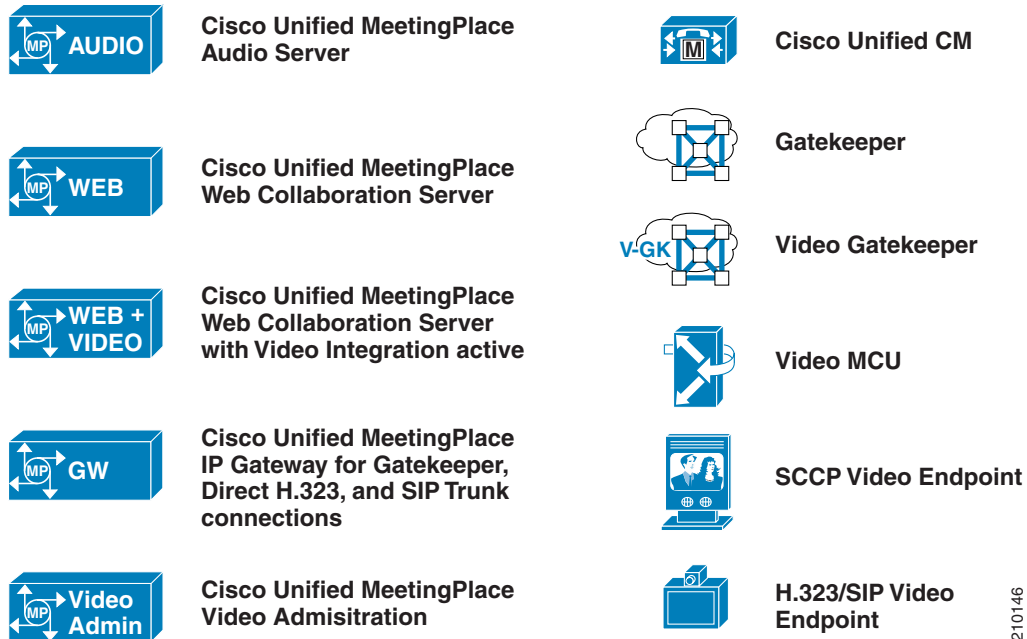 MP AUDIO
Cisco Unified MeetingPlace
Audio Server
MP WEB
Cisco Unified MeetingPlace
Web Collaboration Server
MP WEB +
VIDEO
Cisco Unified MeetingPlace
Web Collaboration Server
with Video Integration active
MP GW
Cisco Unified MeetingPlace
IP Gateway for Gatekeeper,
Direct H.323, and SIP Trunk
connections
MP Video
Admin
Cisco Unified MeetingPlace
Video Admisitration
M
Cisco Unified CM
Gatekeeper
V-GK
Video Gatekeeper
Video MCU
SCCP Video Endpoint
H.323/SIP Video
Endpoint
210146